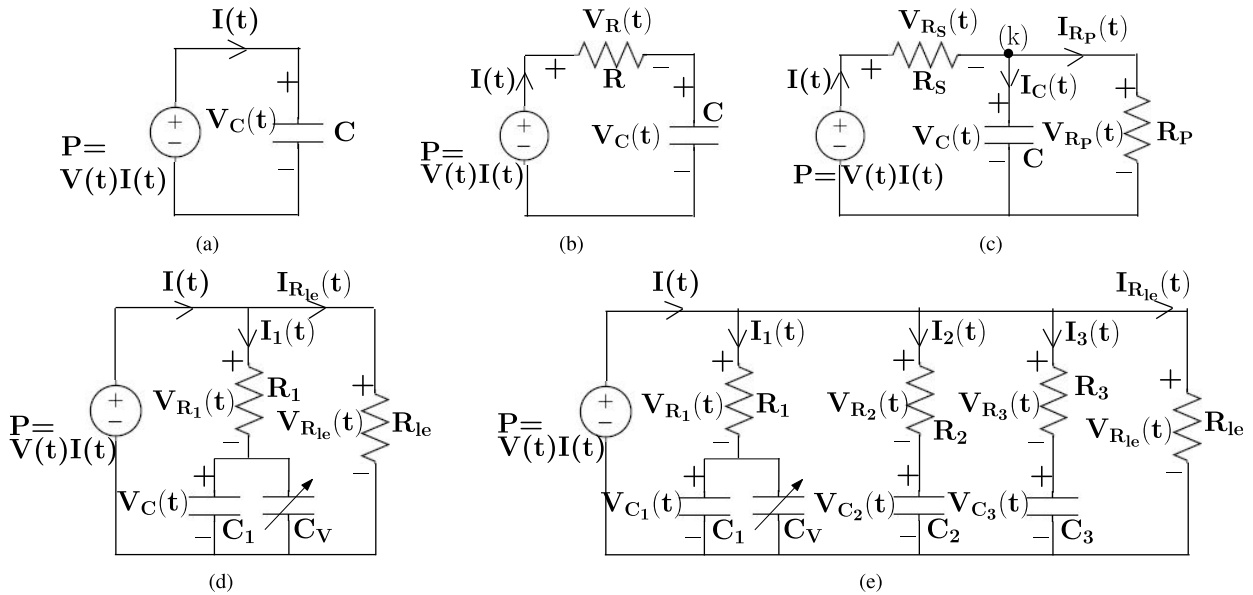 I(t)
+
V_C(t)
C
+
−
P=
V(t)I(t)
−
(a)
V_R(t)
+
R
−
I(t)
+
C
V_C(t)
+
−
P=
V(t)I(t)
−
(b)
V_{R_S}(t)
(k)
I_{R_P}(t)
+
R_S
−
I(t)
I_C(t)
+
+
V_C(t)
V_{R_P}(t)
R_P
+
−
−
C
P=V(t)I(t)
−
(c)
I(t)
I_{R_{le}}(t)
I_1(t)
+
+
R_1
V_{R_1}(t)
V_{R_{le}}(t)
R_{le}
+
−
P=
V(t)I(t)
−
−
+
V_C(t)
−
C_1
C_V
(d)
I(t)
I_{R_{le}}(t)
I_1(t)
I_2(t)
I_3(t)
+
+
+
+
R_3
V_{R_1}(t)
R_1
V_{R_2}(t)
V_{R_3}(t)
R_2
V_{R_{le}}(t)
R_{le}
+
−
P=
V(t)I(t)
−
−
−
−
+
+
+
V_{C_1}(t)
V_{C_2}(t)
V_{C_3}(t)
−
C_1
C_V
−
C_2
−
C_3
(e)